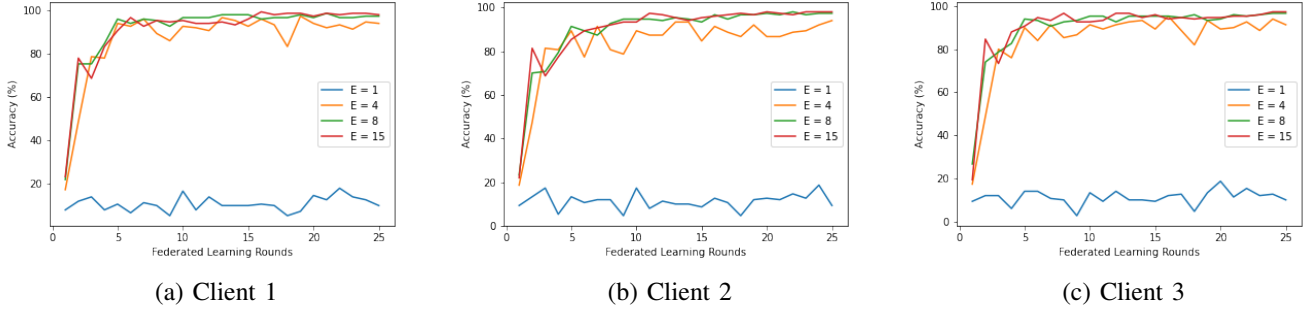 100
80
60
40
20
Accuracy (%)
0
5
10
15
20
25
Federated Learning Rounds
E = 1
E = 4
E = 8
E = 15
(a) Client 1
100
80
60
40
20
0
Accuracy (%)
0
5
10
15
20
25
Federated Learning Rounds
E = 1
E = 4
E = 8
E = 15
(b) Client 2
100
80
60
40
20
0
Accuracy (%)
0
5
10
15
20
25
Federated Learning Rounds
E = 1
E = 4
E = 8
E = 15
(c) Client 3